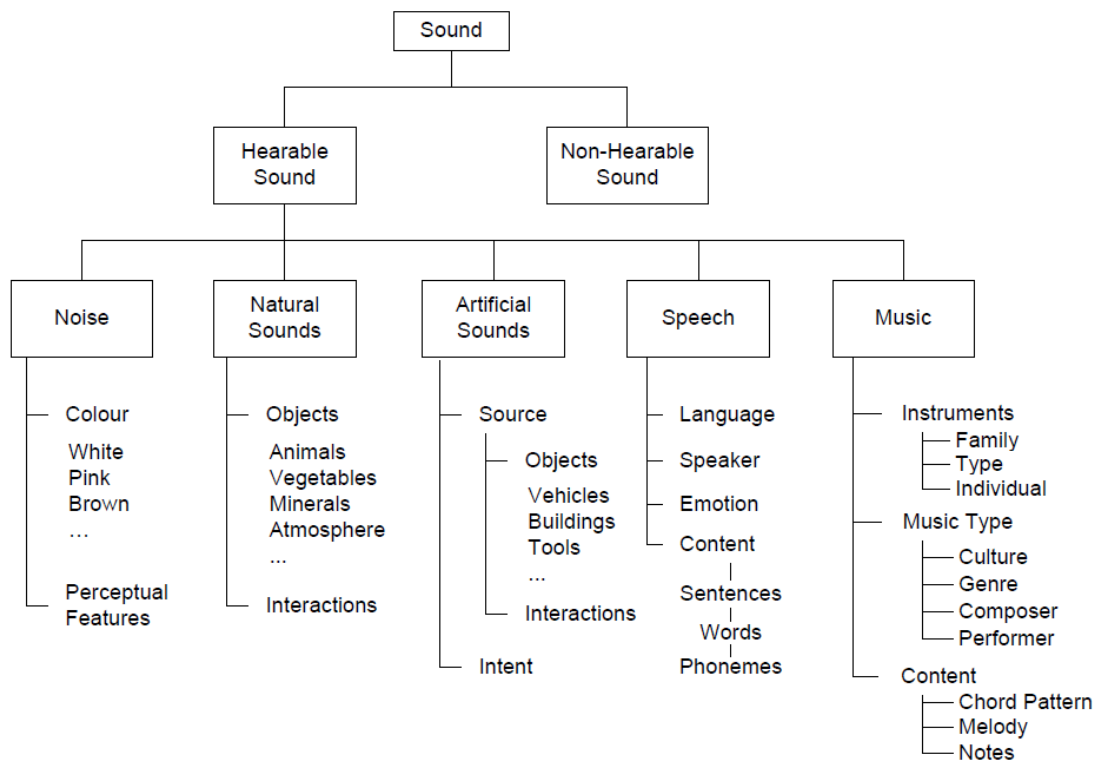 Sound
Hearable
Sound
Non-Hearable
Sound
Noise
Natural
Sounds
Artificial
Sounds
Speech
Music
Colour
White
Pink
Brown
...
Perceptual
Features
Objects
Animals
Vegetables
Minerals
Atmosphere
...
Interactions
Source
Objects
Vehicles
Buildings
Tools
...
Interactions
Intent
Language
Speaker
Emotion
Content
Sentences
Words
Phonemes
Instruments
Family
Type
Individual
Music Type
Culture
Genre
Composer
Performer
Content
Chord Pattern
Melody
Notes